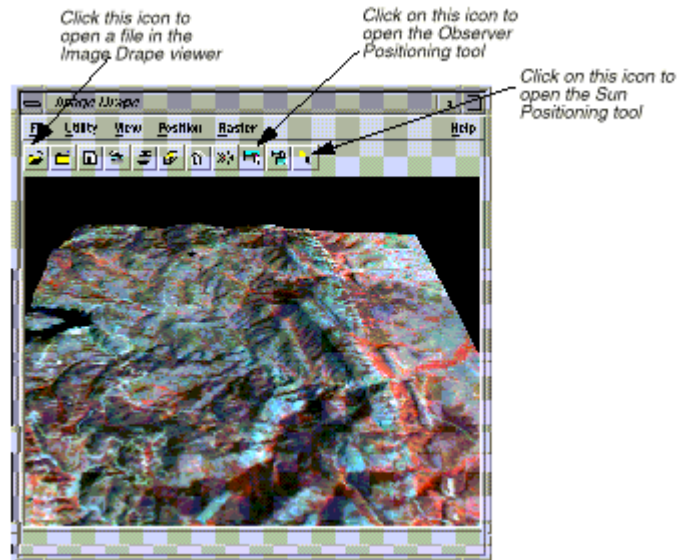 Click this icon to
open a file in the
Image Drape viewer
Click on this icon to
open the Observer
Positioning tool
Click on this icon to
open the Sun
Positioning tool
Image Drape
Utility View Position Raster Help